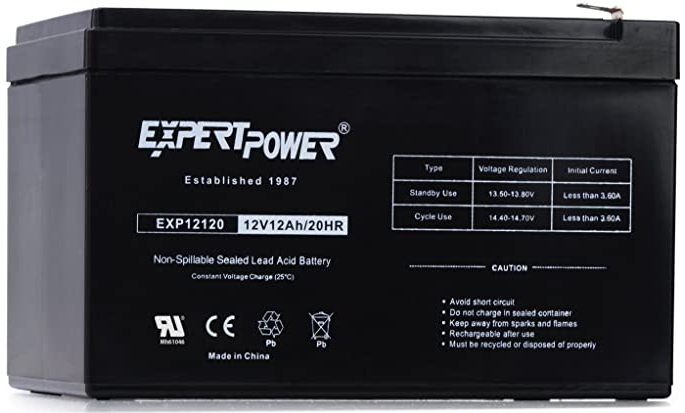 EXPERTPOWER®
Established 1987
EXP12120 12V12Ah/20HR
Non-Spillable Sealed Lead Acid Battery
Constant Voltage Charge (25°C)
Mh61046
Pb
Pb
Made in China
Type Voltage Regulation Initial Current
Standby Use 13.50-13.80V Less than 3.60A
Cycle Use 14.40-14.70V Less than 3.60A
CAUTION
• Avoid short circuit
• Do not charge in sealed container
• Keep away from sparks and flames
• Rechargeable after use
• Must be recycled or disposed of properly